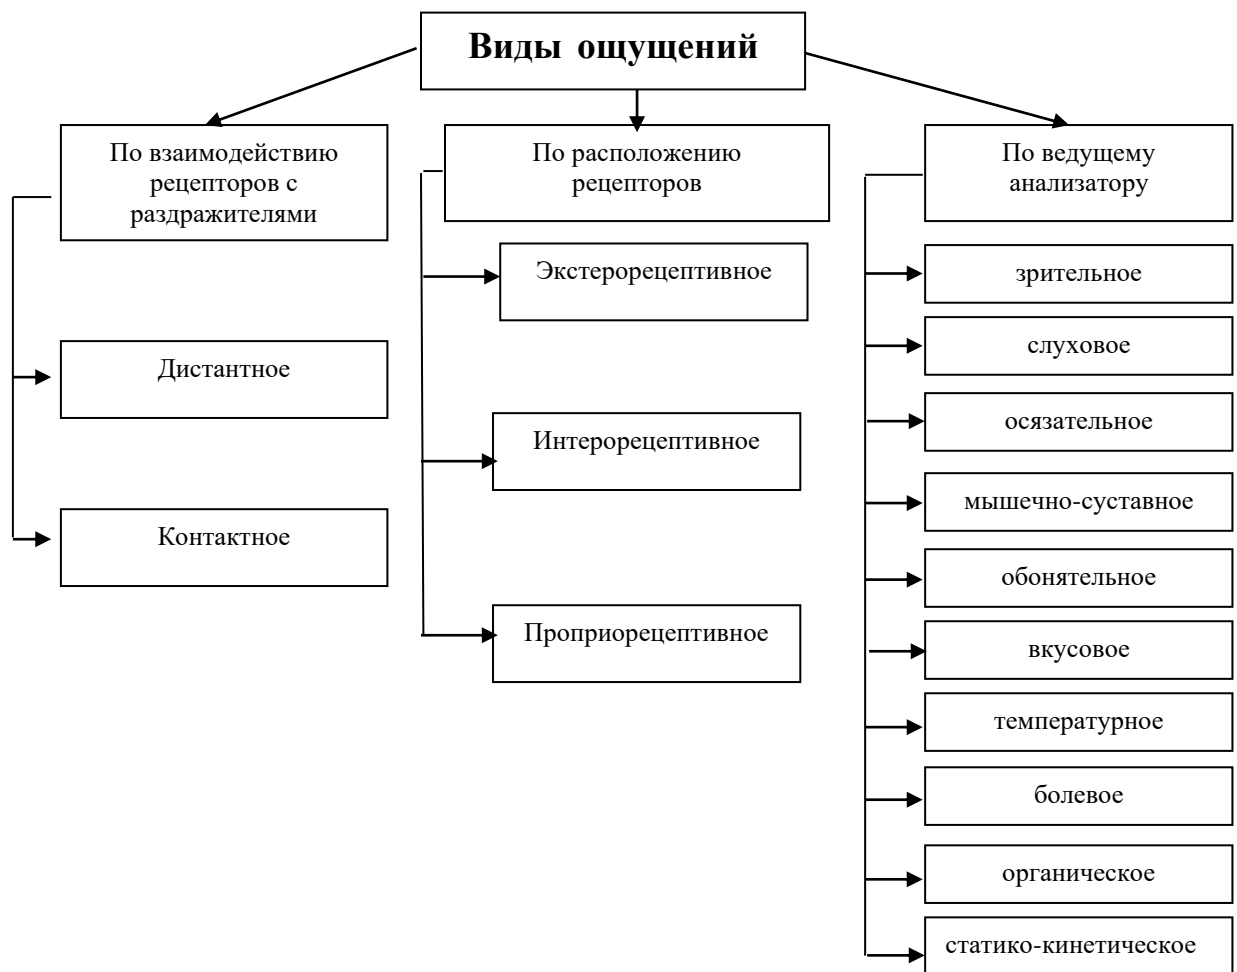 Виды ощущений
По взаимодействию
рецепторов с
раздражителями
Дистантное
Контактное
По расположению
рецепторов
Экстерорецептивное
Интерорецептивное
Проприорецептивное
По ведущему
анализатору
зрительное
слуховое
осязательное
мышечно-суставное
обонятельное
вкусовое
температурное
болевое
органическое
статико-кинетическое